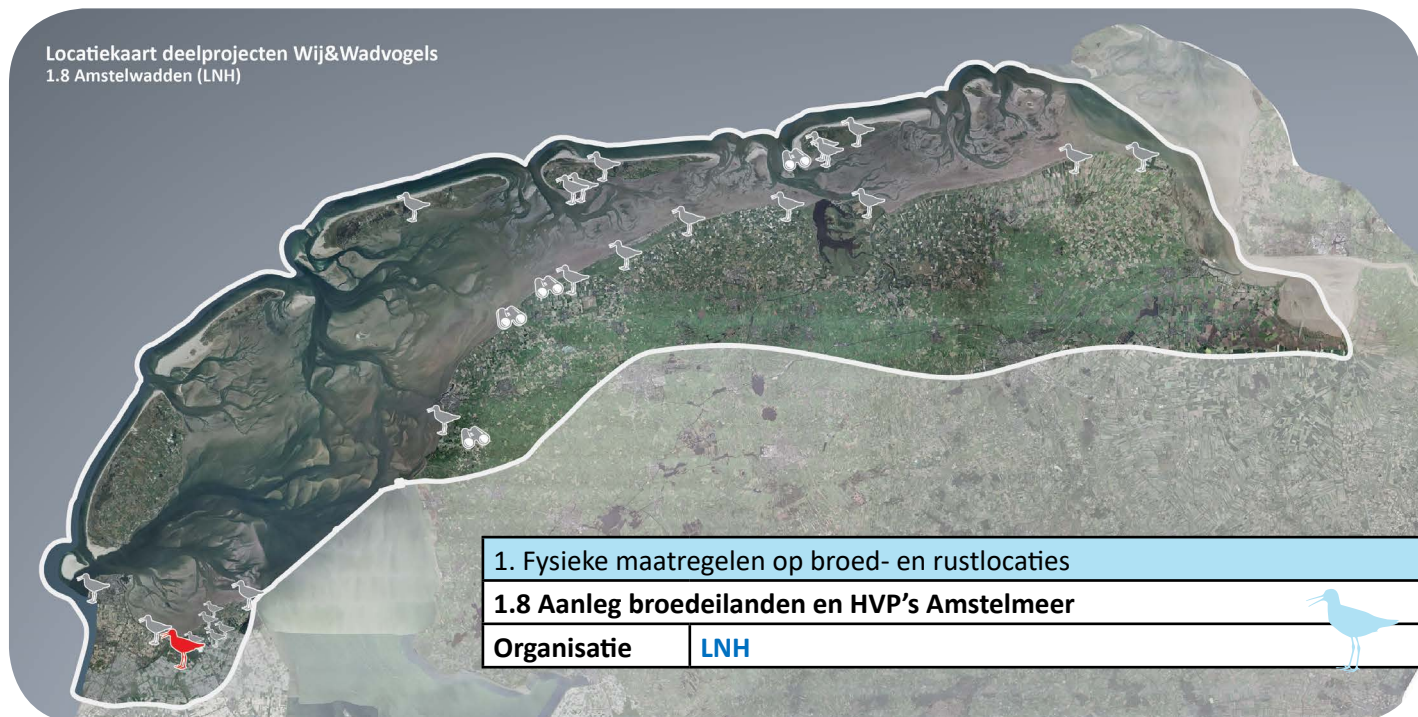 Locatiekaart deelprojecten Wij&Wadvogels
1.8 Amstelwadden (LNH)
1. Fysieke maatregelen op broed- en rustlocaties
1.8 Aanleg broedeilanden en HVP's Amstelmeer
Organisatie LNH